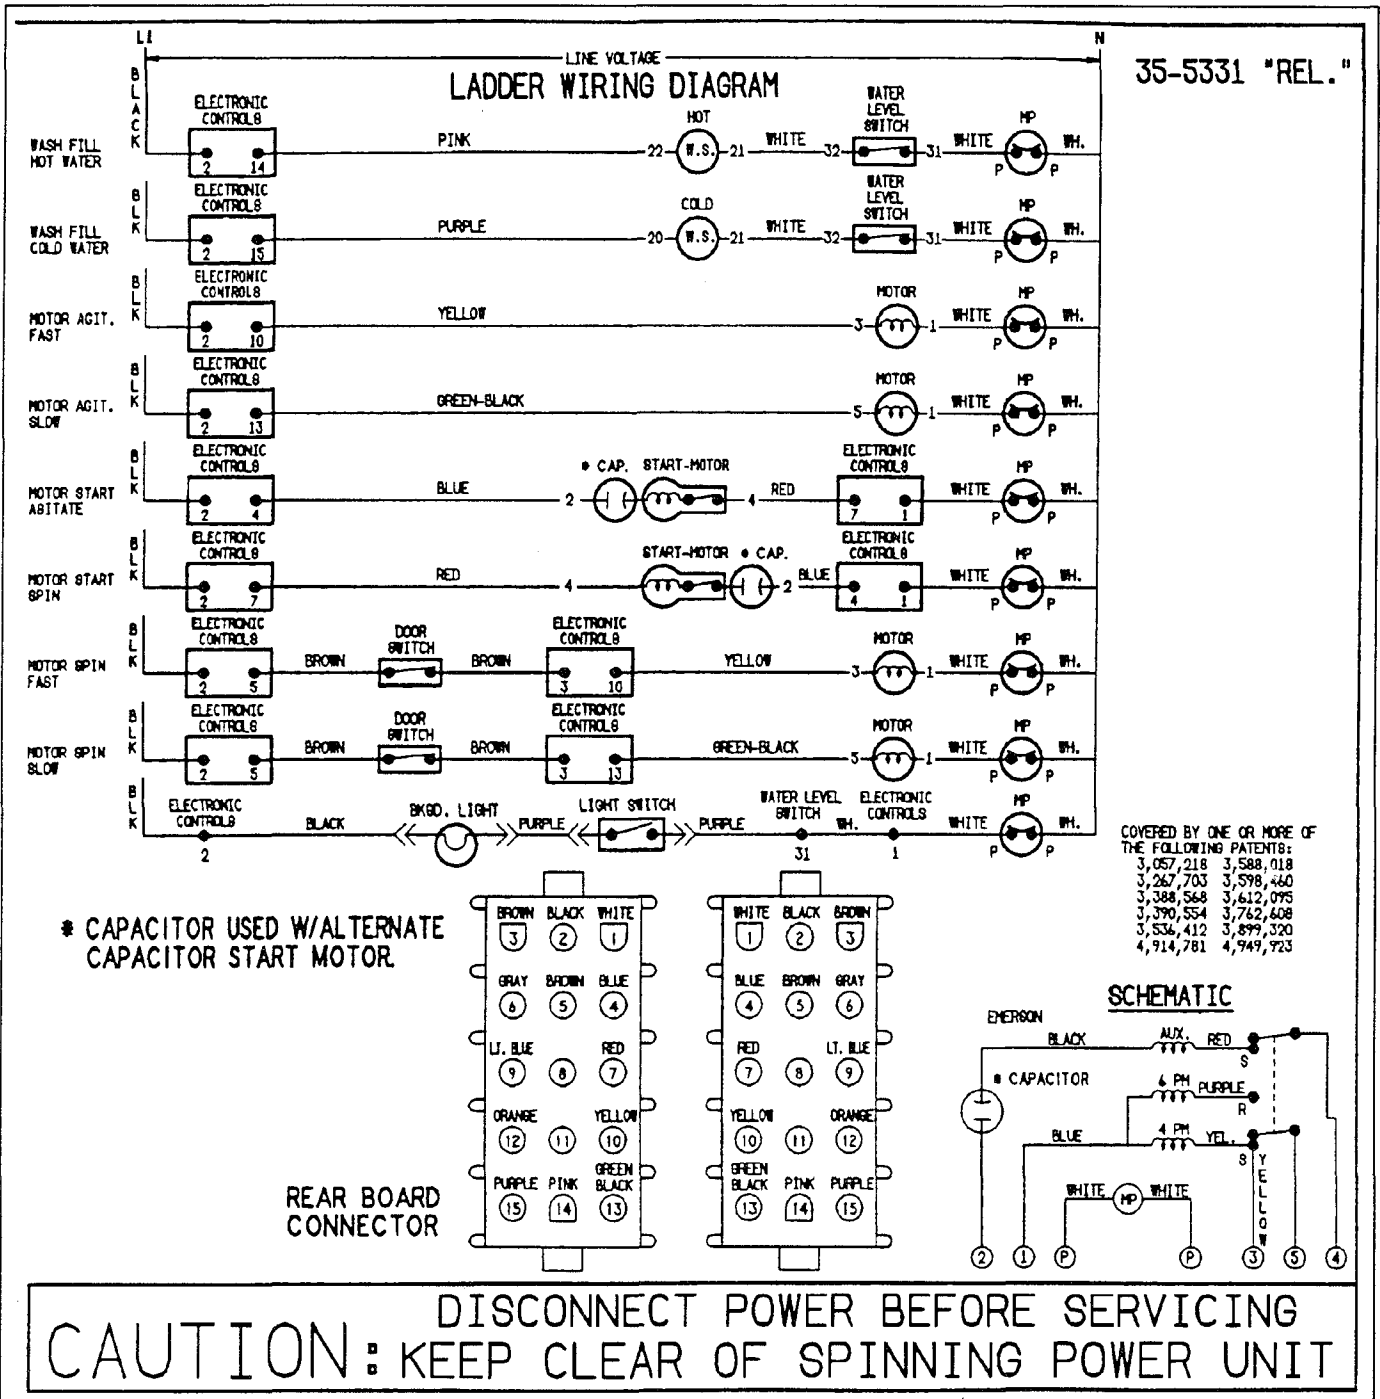 L1 N
LINE VOLTAGE
LADDER WIRING DIAGRAM
35-5331 "REL."
BLACK
WASH FILL
HOT WATER
ELECTRONIC
CONTROLS
2 14
PINK
HOT
22 W.S. 21
WHITE
WATER
LEVEL
SWITCH
32 31
WHITE
MP
P P
WH.
BLK
WASH FILL
COLD WATER
ELECTRONIC
CONTROLS
2 15
PURPLE
COLD
20 W.S. 21
WHITE
WATER
LEVEL
SWITCH
32 31
WHITE
MP
P P
WH.
BLK
MOTOR AGIT.
FAST
ELECTRONIC
CONTROLS
2 10
YELLOW
MOTOR
3 1
WHITE
MP
P P
WH.
BLK
MOTOR AGIT.
SLOW
ELECTRONIC
CONTROLS
2 13
GREEN-BLACK
MOTOR
5 1
WHITE
MP
P P
WH.
BLK
MOTOR START
AGITATE
ELECTRONIC
CONTROLS
2 4
BLUE
* CAP. START-MOTOR
2 4
RED
ELECTRONIC
CONTROLS
7 1
WHITE
MP
P P
WH.
BLK
MOTOR START
SPIN
ELECTRONIC
CONTROLS
2 7
RED
START-MOTOR * CAP.
4 2
BLUE
ELECTRONIC
CONTROLS
4 1
WHITE
MP
P P
WH.
BLK
MOTOR SPIN
FAST
ELECTRONIC
CONTROLS
2 5
BROWN
DOOR
SWITCH
BROWN
ELECTRONIC
CONTROLS
3 10
YELLOW
MOTOR
3 1
WHITE
MP
P P
WH.
BLK
MOTOR SPIN
SLOW
ELECTRONIC
CONTROLS
2 5
BROWN
DOOR
SWITCH
BROWN
ELECTRONIC
CONTROLS
3 13
GREEN-BLACK
MOTOR
5 1
WHITE
MP
P P
WH.
BLK
ELECTRONIC
CONTROLS
2
BLACK
BKGD. LIGHT
PURPLE
LIGHT SWITCH
PURPLE
WATER LEVEL
SWITCH
31
WH.
ELECTRONIC
CONTROLS
1
WHITE
MP
P P
WH.
COVERED BY ONE OR MORE OF
THE FOLLOWING PATENTS:
3,057,218 3,588,018
3,267,703 3,598,460
3,388,568 3,612,095
3,390,554 3,762,608
3,536,412 3,899,320
4,914,781 4,949,923
* CAPACITOR USED W/ALTERNATE
CAPACITOR START MOTOR
BROWN BLACK WHITE
3 2 1
GRAY BROWN BLUE
6 5 4
LT. BLUE RED
9 8 7
ORANGE YELLOW
12 11 10
PURPLE PINK GREEN BLACK
15 14 13
WHITE BLACK BROWN
1 2 3
BLUE BROWN GRAY
4 5 6
RED LT. BLUE
7 8 9
YELLOW ORANGE
10 11 12
GREEN BLACK PINK PURPLE
13 14 15
REAR BOARD
CONNECTOR
SCHEMATIC
EMERSON
BLACK AUX. RED
S
* CAPACITOR
6 PM PURPLE
R
BLUE 4 PM YEL.
S
YELLOW
WHITE MP WHITE
2 1 P P 3 5 4
CAUTION: DISCONNECT POWER BEFORE SERVICING
KEEP CLEAR OF SPINNING POWER UNIT